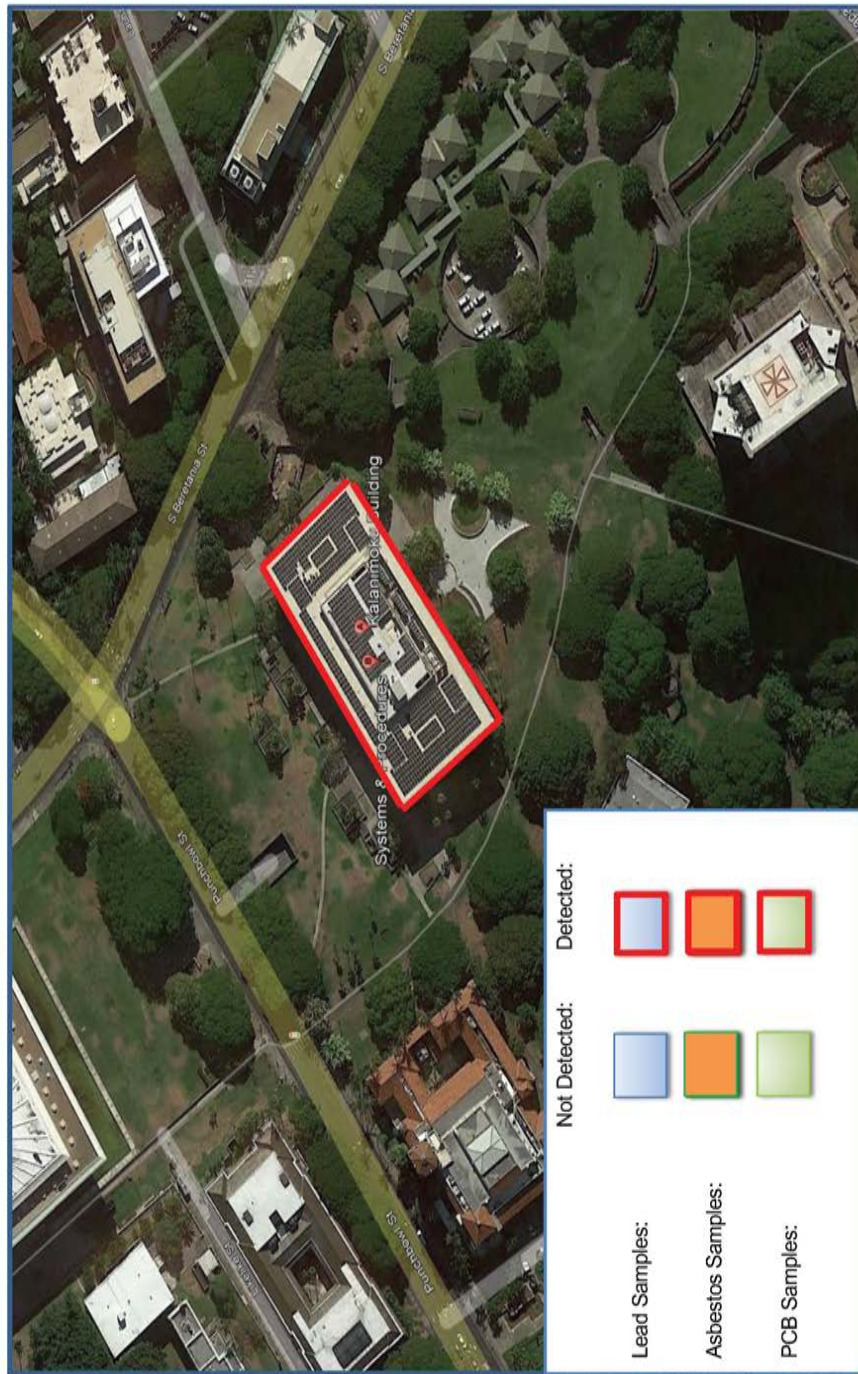 S Beretania St
S Beretania St
Punchbowl St
Punchbowl St
Kalanimoku Building
Systems & Procedures
Not Detected:
Detected:
Lead Samples:
Asbestos Samples:
PCB Samples: